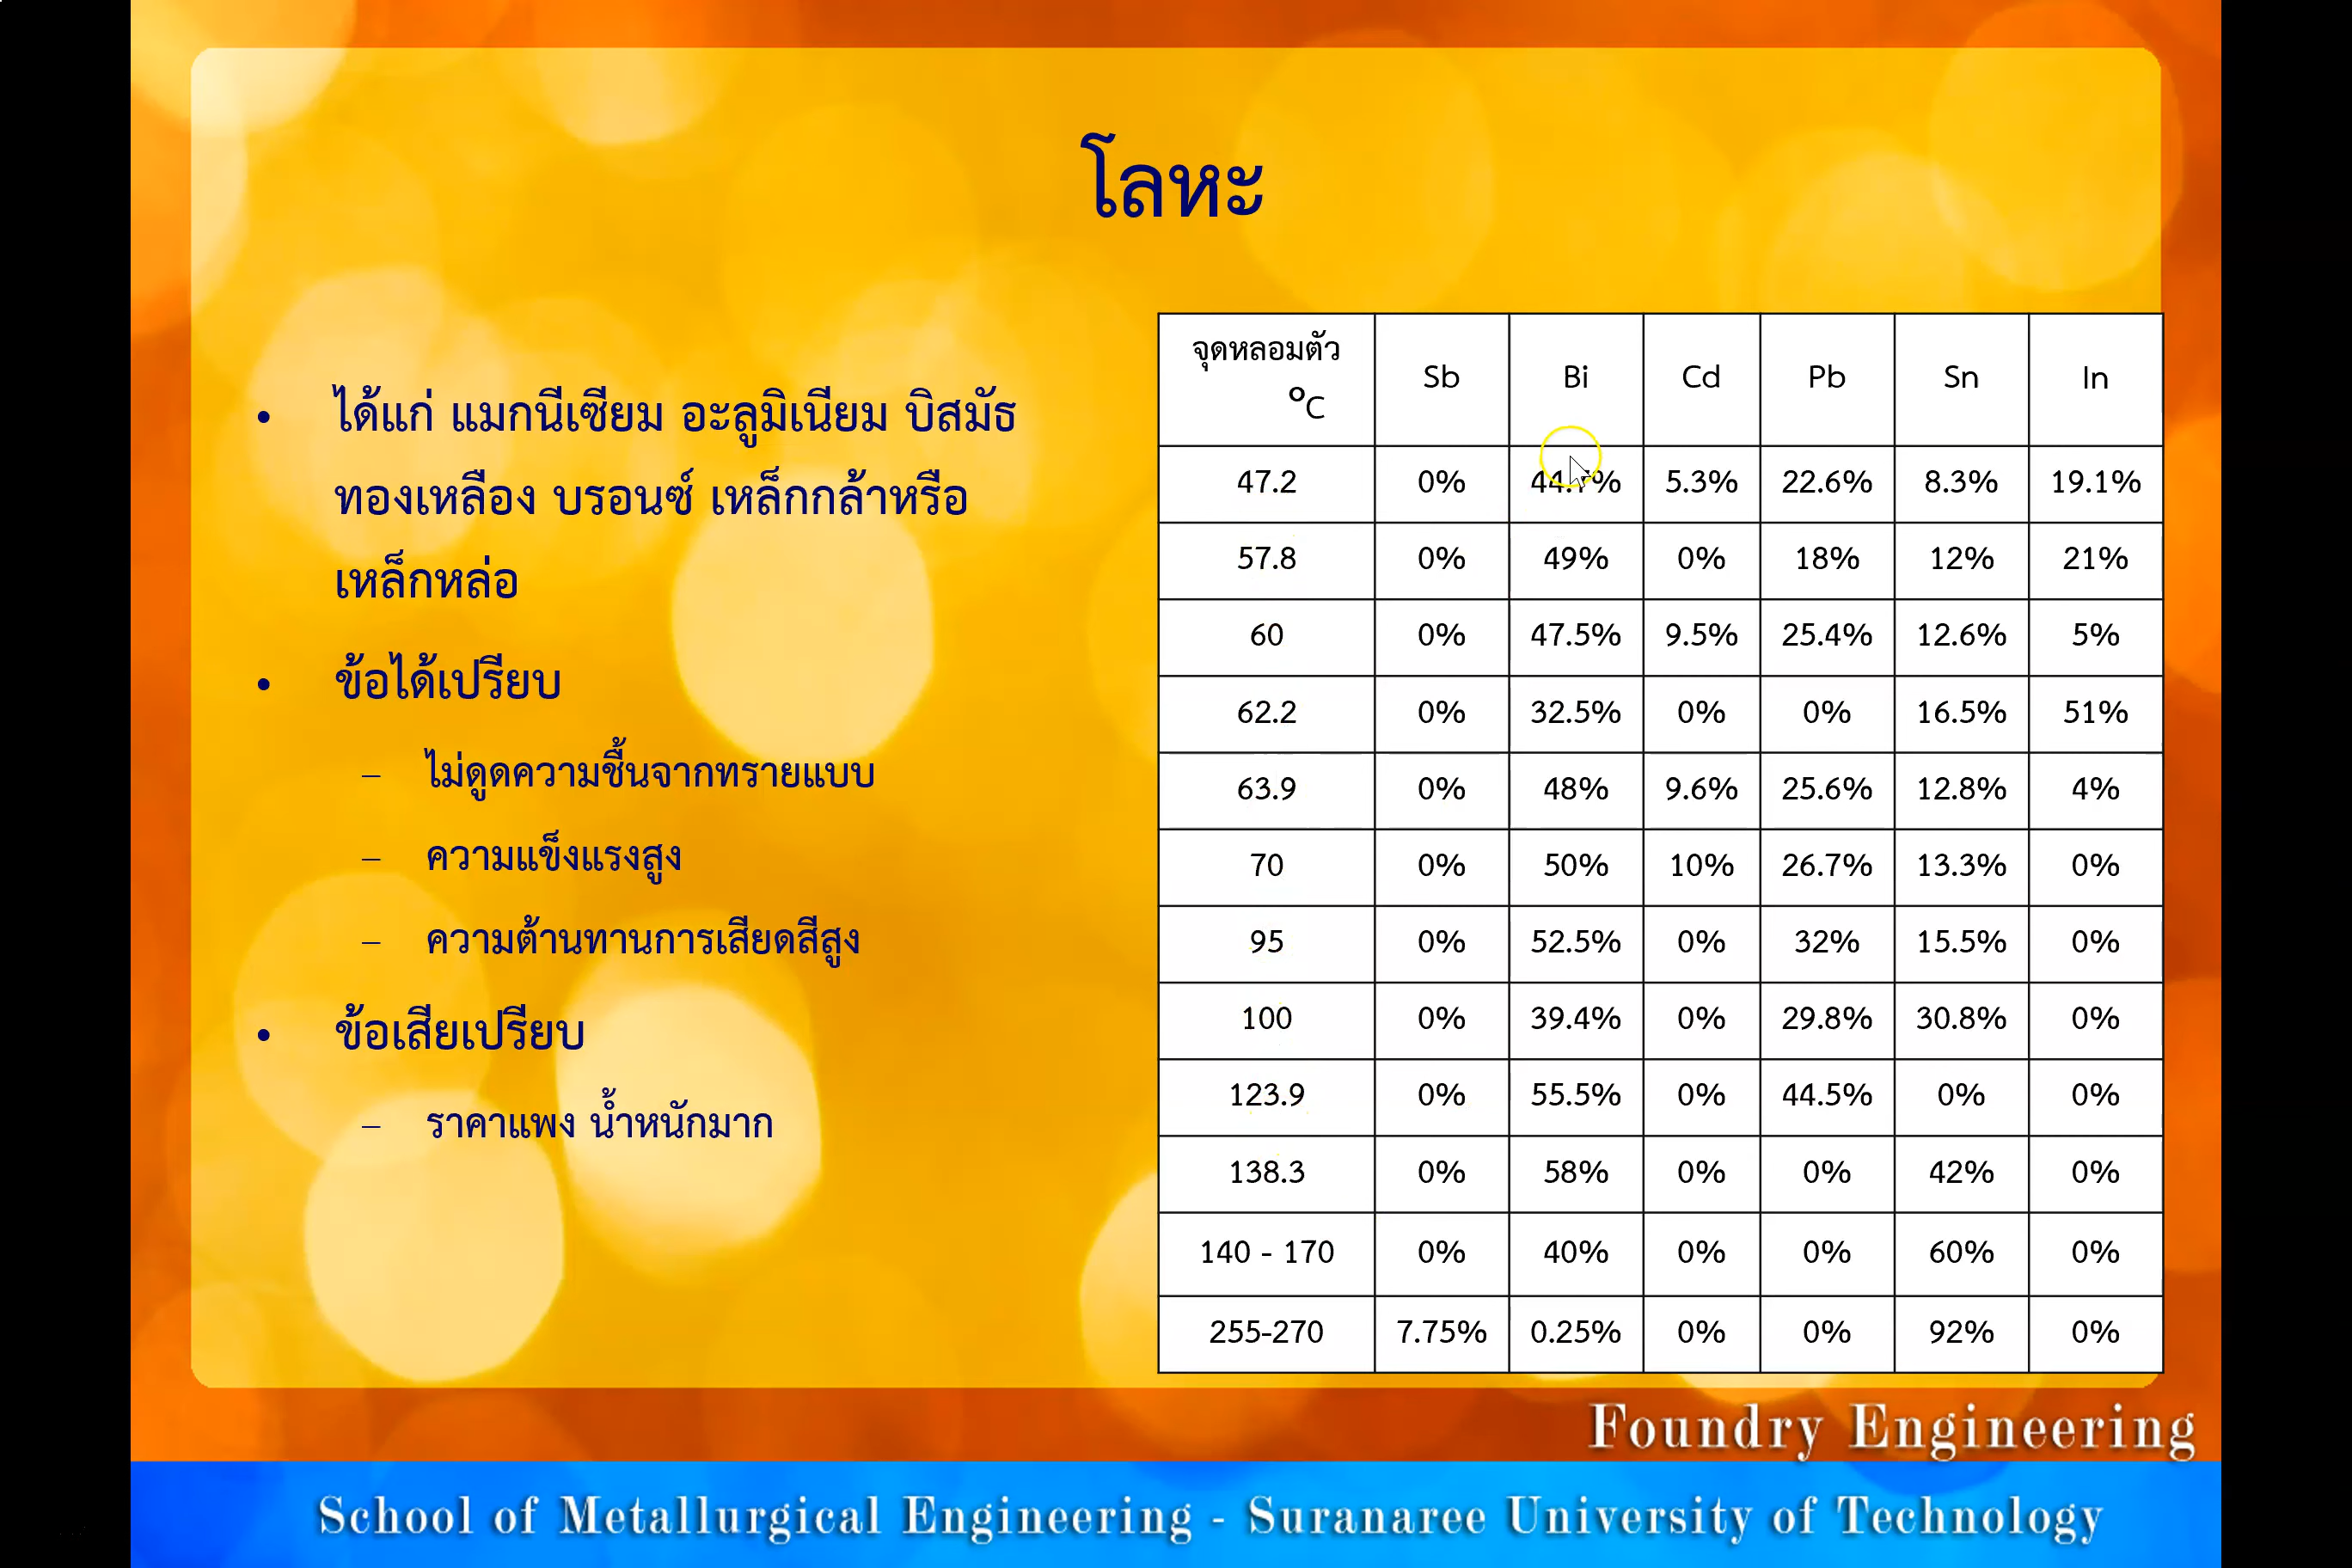 โลหะ
• ได้แก่ แมกนีเซียม อะลูมิเนียม บิสมัธ
ทองเหลือง บรอนซ์ เหล็กกล้าหรือ
เหล็กหล่อ
• ข้อได้เปรียบ
– ไม่ดูดความชื้นจากทรายแบบ
– ความแข็งแรงสูง
– ความต้านทานการเสียดสีสูง
• ข้อเสียเปรียบ
– ราคาแพง น้ำหนักมาก
จุดหลอมตัว °C Sb Bi Cd Pb Sn In
47.2 0% 5.3% 22.6% 8.3% 19.1%
57.8 0% 49% 0% 18% 12% 21%
60 0% 47.5% 9.5% 25.4% 12.6% 5%
62.2 0% 32.5% 0% 0% 16.5% 51%
63.9 0% 48% 9.6% 25.6% 12.8% 4%
70 0% 50% 10% 26.7% 13.3% 0%
95 0% 52.5% 0% 32% 15.5% 0%
100 0% 39.4% 0% 29.8% 30.8% 0%
123.9 0% 55.5% 0% 44.5% 0% 0%
138.3 0% 58% 0% 0% 42% 0%
140 - 170 0% 40% 0% 0% 60% 0%
255-270 7.75% 0.25% 0% 0% 92% 0%
Foundry Engineering
School of Metallurgical Engineering - Suranaree University of Technology